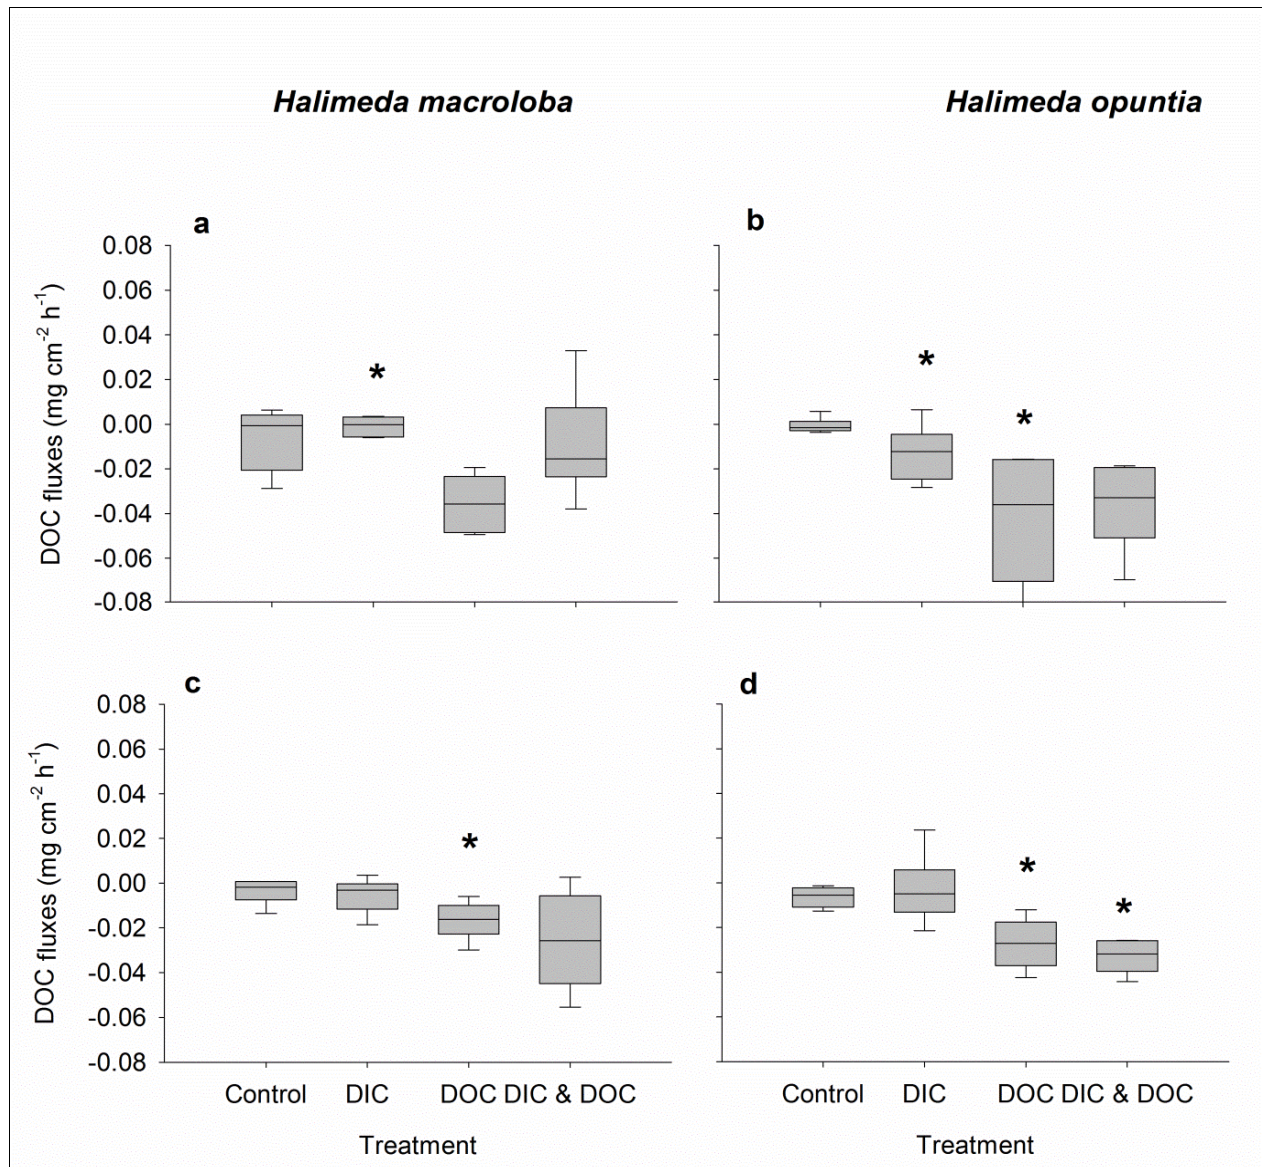 Halimeda macroloba
Halimeda opuntia
a
b
0.08
0.06
0.04
0.02
0.00
-0.02
-0.04
-0.06
-0.08
DOC fluxes (mg cm-2 h-1)
*
*
*
c
d
0.08
0.06
0.04
0.02
0.00
-0.02
-0.04
-0.06
-0.08
DOC fluxes (mg cm-2 h-1)
*
*
*
Control DIC DOC DIC & DOC
Control DIC DOC DIC & DOC
Treatment
Treatment